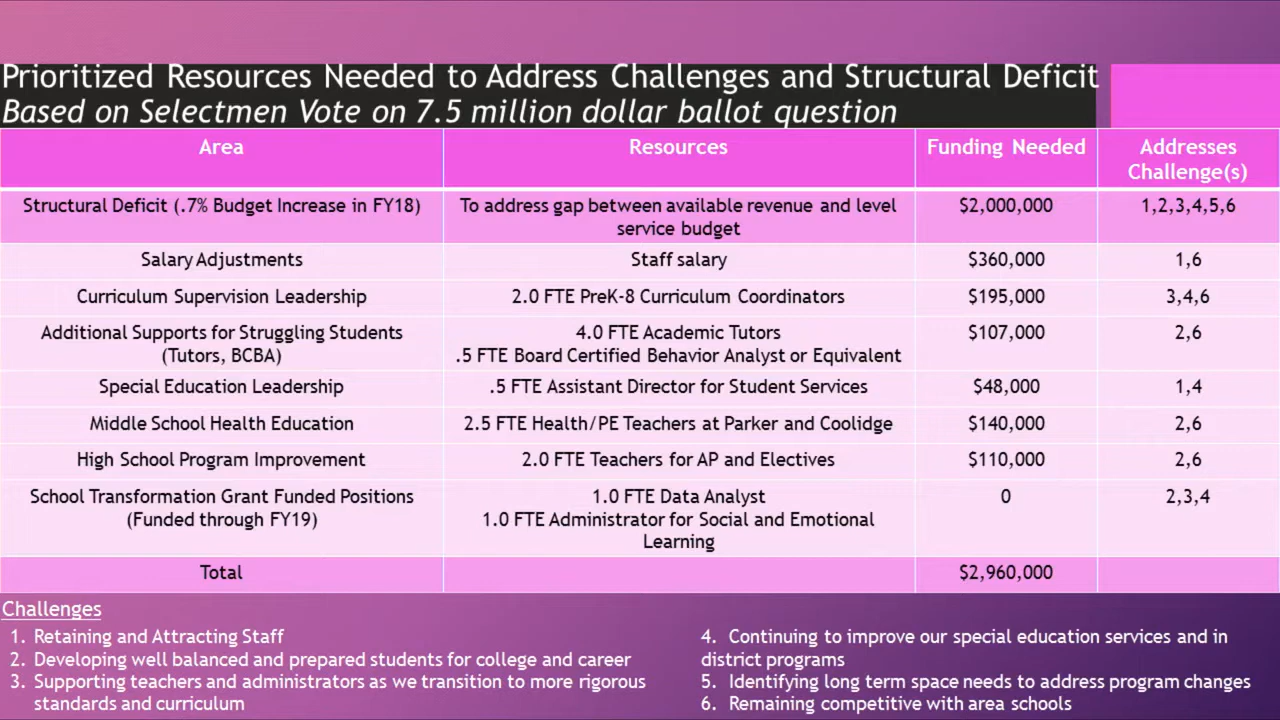 Prioritized Resources Needed to Address Challenges and Structural Deficit
Based on Selectmen Vote on 7.5 million dollar ballot question
Area Resources Funding Needed Addresses
Challenge(s)
Structural Deficit (.7% Budget Increase in FY18) To address gap between available revenue and level $2,000,000 1,2,3,4,5,6
service budget
Salary Adjustments Staff salary $360,000 1,6
Curriculum Supervision Leadership 2.0 FTE PreK-8 Curriculum Coordinators $195,000 3,4,6
Additional Supports for Struggling Students 4.0 FTE Academic Tutors $107,000 2,6
(Tutors, BCBA) .5 FTE Board Certified Behavior Analyst or Equivalent
Special Education Leadership .5 FTE Assistant Director for Student Services $48,000 1,4
Middle School Health Education 2.5 FTE Health/PE Teachers at Parker and Coolidge $140,000 2,6
High School Program Improvement 2.0 FTE Teachers for AP and Electives $110,000 2,6
School Transformation Grant Funded Positions 1.0 FTE Data Analyst 0 2,3,4
(Funded through FY19) 1.0 FTE Administrator for Social and Emotional
Learning
Total $2,960,000
Challenges
1. Retaining and Attracting Staff
2. Developing well balanced and prepared students for college and career
3. Supporting teachers and administrators as we transition to more rigorous
standards and curriculum
4. Continuing to improve our special education services and in
district programs
5. Identifying long term space needs to address program changes
6. Remaining competitive with area schools